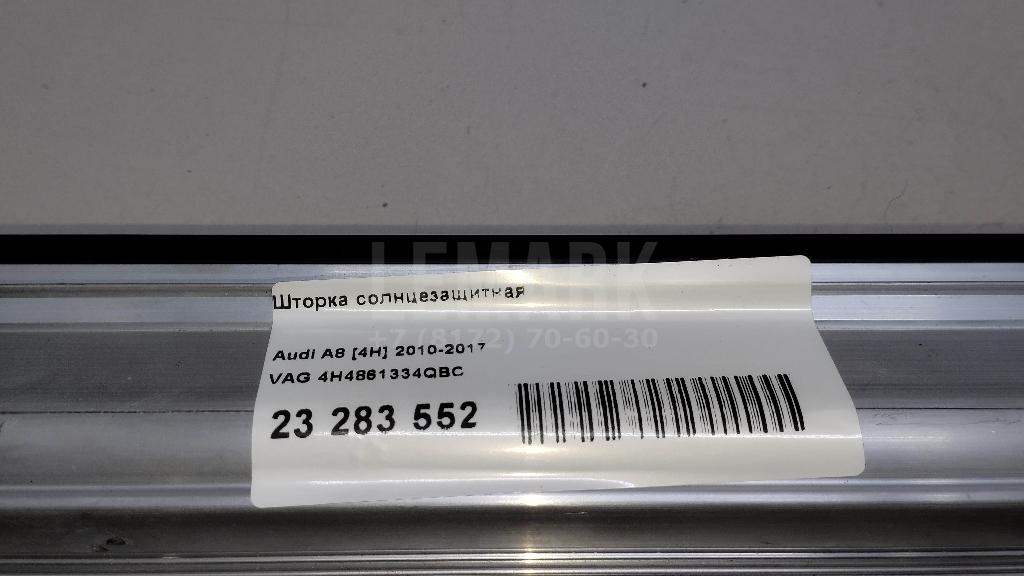 LEMARK
Шторка солнцезащитная
+7 (8172) 70-60-30
Audi A8 [4H] 2010-2017
VAG 4H4861334QBC
23 283 552